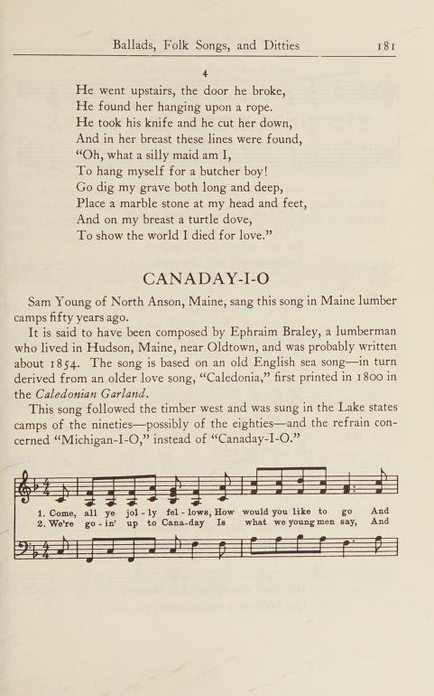 Ballads, Folk Songs, and Ditties 181
4
He went upstairs, the door he broke,
He found her hanging upon a rope.
He took his knife and he cut her down,
And in her breast these lines were found,
“Oh, what a silly maid am I,
To hang myself for a butcher boy!
Go dig my grave both long and deep,
Place a marble stone at my head and feet,
And on my breast a turtle dove,
To show the world I died for love.”
CANADAY-I-O
Sam Young of North Anson, Maine, sang this song in Maine lumber
camps fifty years ago.
It is said to have been composed by Ephraim Braley, a lumberman
who lived in Hudson, Maine, near Oldtown, and was probably written
about 1854. The song is based on an old English sea song—in turn
derived from an older love song, “Caledonia,” first printed in 1800 in
the Caledonian Garland.
This song followed the timber west and was sung in the Lake states
camps of the nineties—possibly of the eighties—and the refrain con-
cerned “Michigan-I-O,” instead of “Canaday-I-O.”
1. Come, all ye jol - ly fel - lows, How would you like to go And
2. We're go - in' up to Cana-day Is what we young men say, And